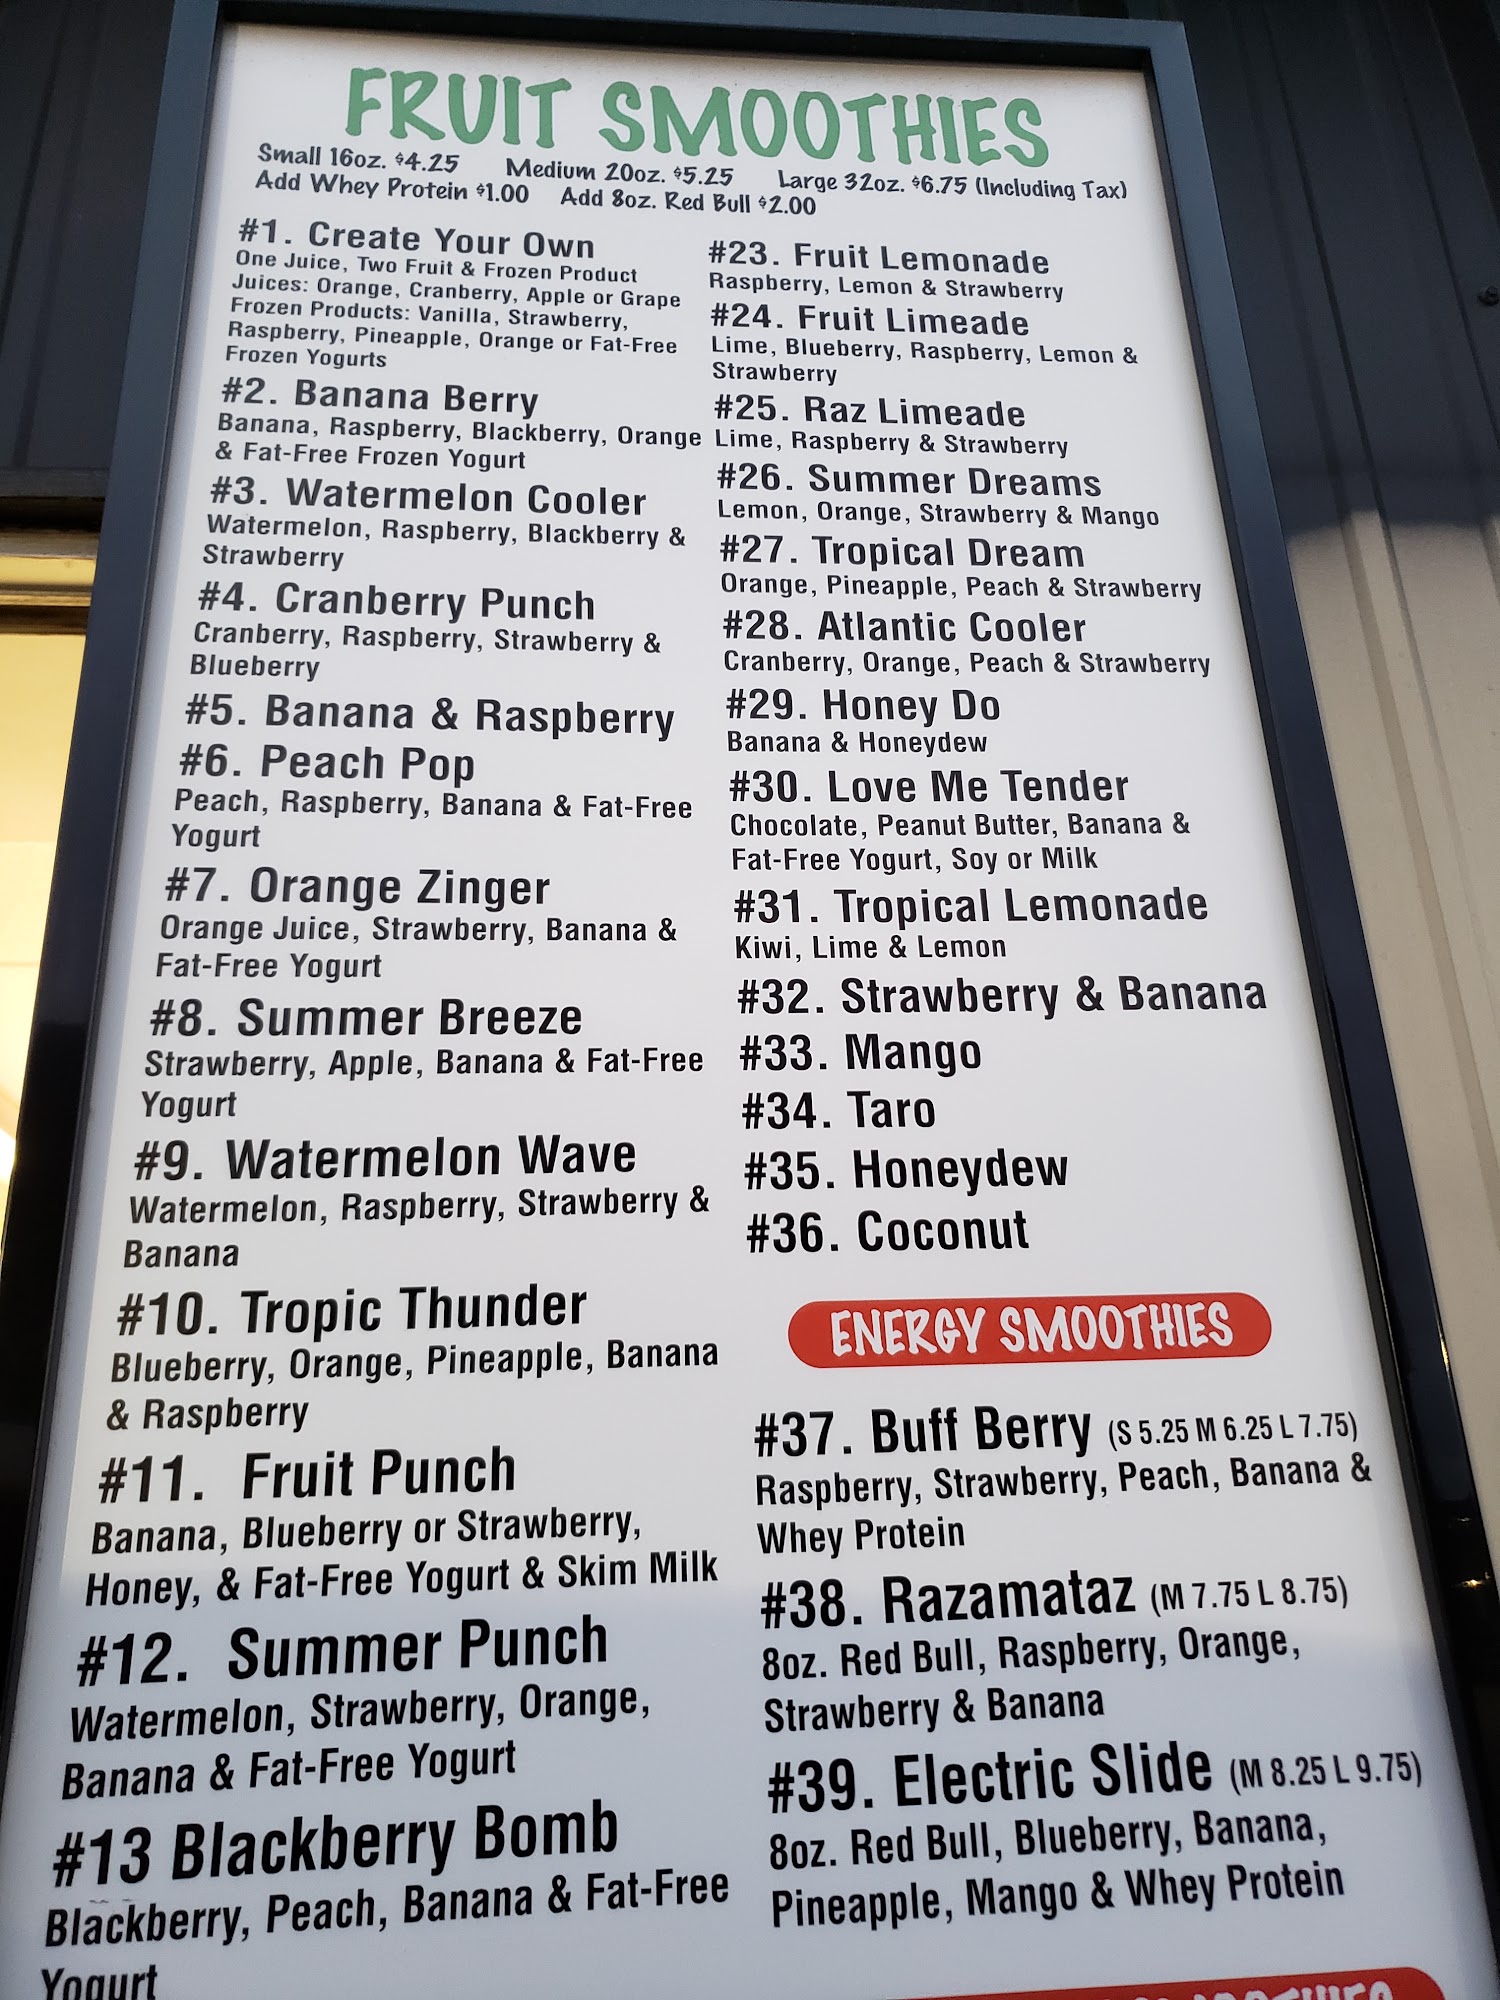 FRUIT SMOOTHIES
Small 16oz. $4.25 Medium 20oz. $5.25 Large 32oz. $6.75 (Including Tax)
Add Whey Protein $1.00 Add 8oz. Red Bull $2.00
#1. Create Your Own
One Juice, Two Fruit & Frozen Product
Juices: Orange, Cranberry, Apple or Grape
Frozen Products: Vanilla, Strawberry,
Raspberry, Pineapple, Orange or Fat-Free
Frozen Yogurts
#2. Banana Berry
Banana, Raspberry, Blackberry, Orange
& Fat-Free Frozen Yogurt
#3. Watermelon Cooler
Watermelon, Raspberry, Blackberry &
Strawberry
#4. Cranberry Punch
Cranberry, Raspberry, Strawberry &
Blueberry
#5. Banana & Raspberry
#6. Peach Pop
Peach, Raspberry, Banana & Fat-Free
Yogurt
#7. Orange Zinger
Orange Juice, Strawberry, Banana &
Fat-Free Yogurt
#8. Summer Breeze
Strawberry, Apple, Banana & Fat-Free
Yogurt
#9. Watermelon Wave
Watermelon, Raspberry, Strawberry &
Banana
#10. Tropic Thunder
Blueberry, Orange, Pineapple, Banana
& Raspberry
#11. Fruit Punch
Banana, Blueberry or Strawberry,
Honey, & Fat-Free Yogurt & Skim Milk
#12. Summer Punch
Watermelon, Strawberry, Orange,
Banana & Fat-Free Yogurt
#13 Blackberry Bomb
Blackberry, Peach, Banana & Fat-Free
Yogurt
#23. Fruit Lemonade
Raspberry, Lemon & Strawberry
#24. Fruit Limeade
Lime, Blueberry, Raspberry, Lemon &
Strawberry
#25. Raz Limeade
Lime, Raspberry & Strawberry
#26. Summer Dreams
Lemon, Orange, Strawberry & Mango
#27. Tropical Dream
Orange, Pineapple, Peach & Strawberry
#28. Atlantic Cooler
Cranberry, Orange, Peach & Strawberry
#29. Honey Do
Banana & Honeydew
#30. Love Me Tender
Chocolate, Peanut Butter, Banana &
Fat-Free Yogurt, Soy or Milk
#31. Tropical Lemonade
Kiwi, Lime & Lemon
#32. Strawberry & Banana
#33. Mango
#34. Taro
#35. Honeydew
#36. Coconut
ENERGY SMOOTHIES
#37. Buff Berry (S 5.25 M 6.25 L 7.75)
Raspberry, Strawberry, Peach, Banana &
Whey Protein
#38. Razamataz (M 7.75 L 8.75)
8oz. Red Bull, Raspberry, Orange,
Strawberry & Banana
#39. Electric Slide (M 8.25 L 9.75)
8oz. Red Bull, Blueberry, Banana,
Pineapple, Mango & Whey Protein